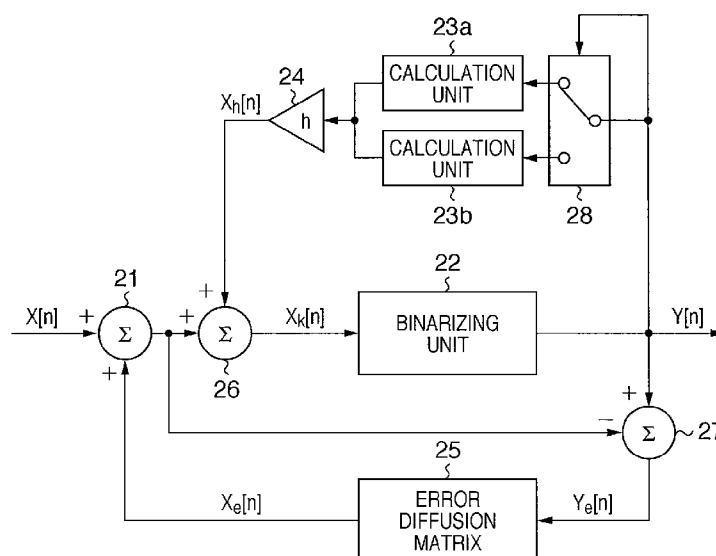 23a
24
CALCULATION
UNIT
Xh[n]
h
CALCULATION
UNIT
23b
28
21
22
X[n]
+
Σ
+
+
+
Σ
26
Xk[n]
BINARIZING
UNIT
Y[n]
+
−
Σ
27
25
Xe[n]
ERROR
DIFFUSION
MATRIX
Ye[n]